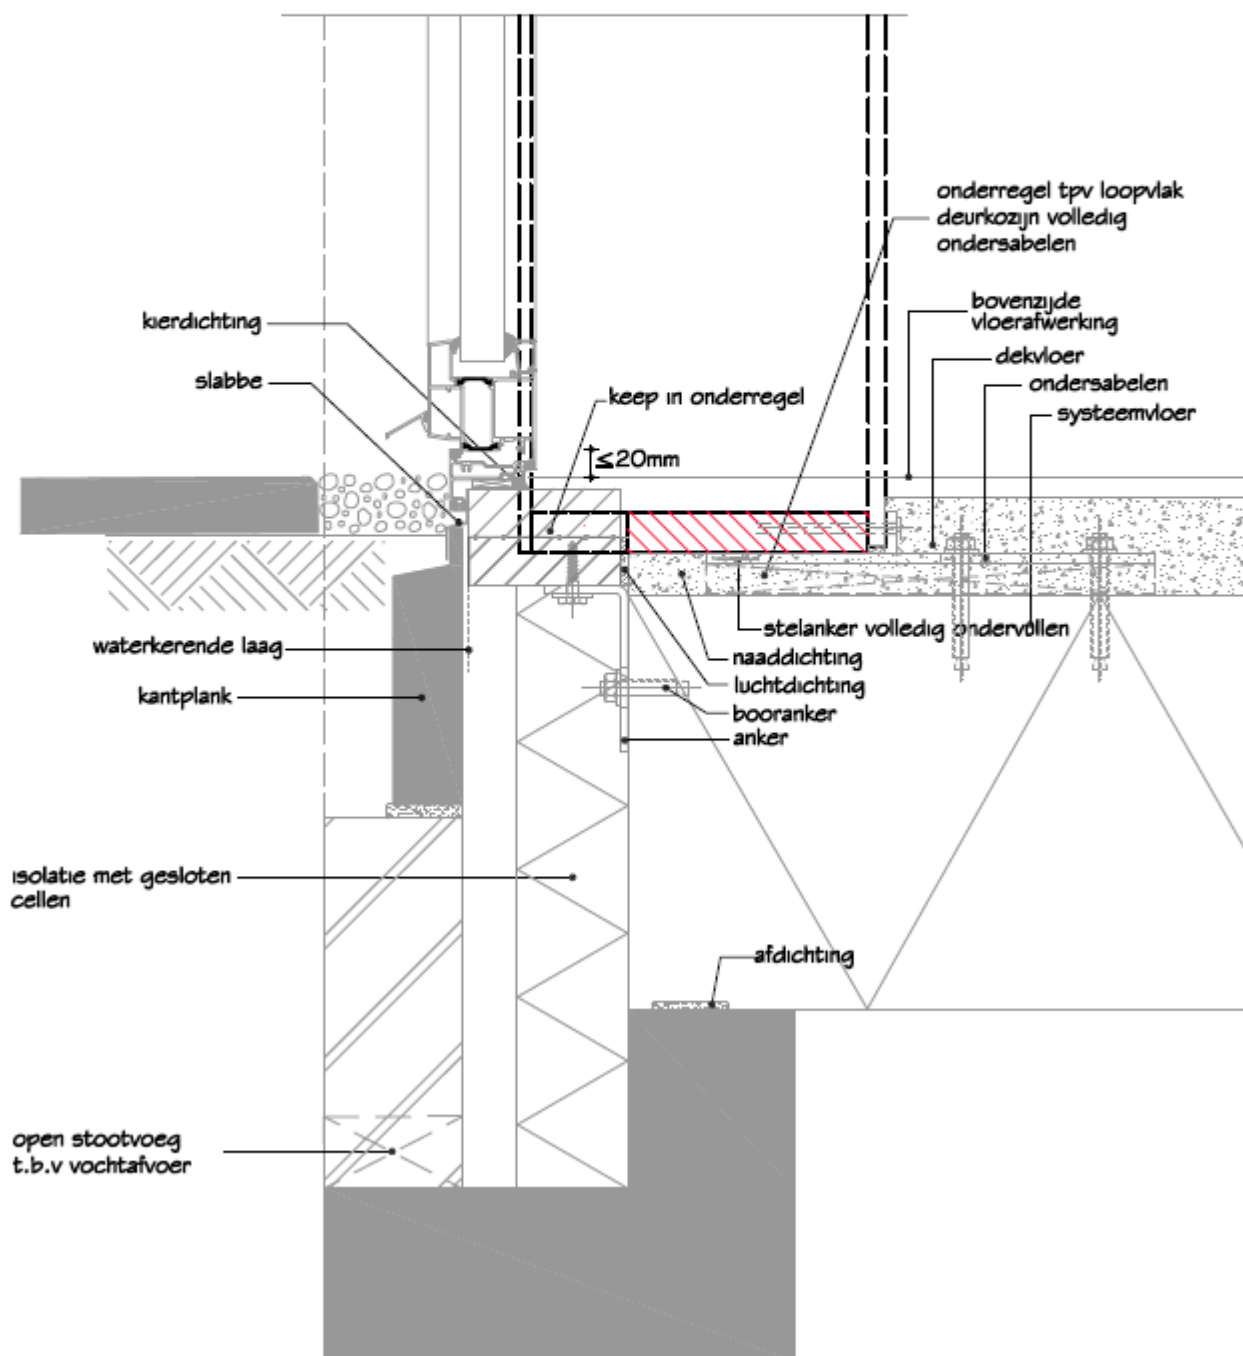 onderregel tpv loopvlak
deurkozijn volledig
ondersabelen
bovenzijde
vloerafwerking
kierdichting
dekvloer
slabbe
ondersabelen
keep in onderregel
systeemvloer
≤20mm
stelanker volledig ondervullen
waterkerende laag
naaddichting
luchtdichting
kantplank
booranker
anker
isolatie met gesloten
cellen
afdichting
open stootvoeg
t.b.v vochtafvoer